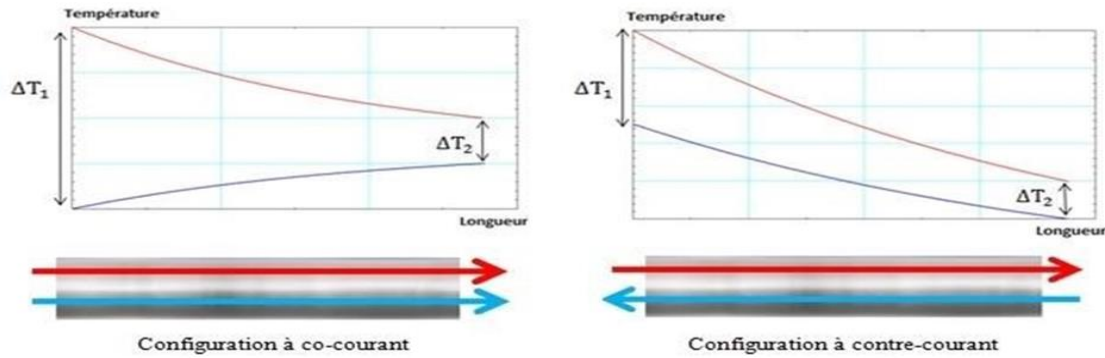 Température
ΔT₁
ΔT₂
Longueur
Configuration à co-courant
Température
ΔT₁
ΔT₂
Longueur
Configuration à contre-courant